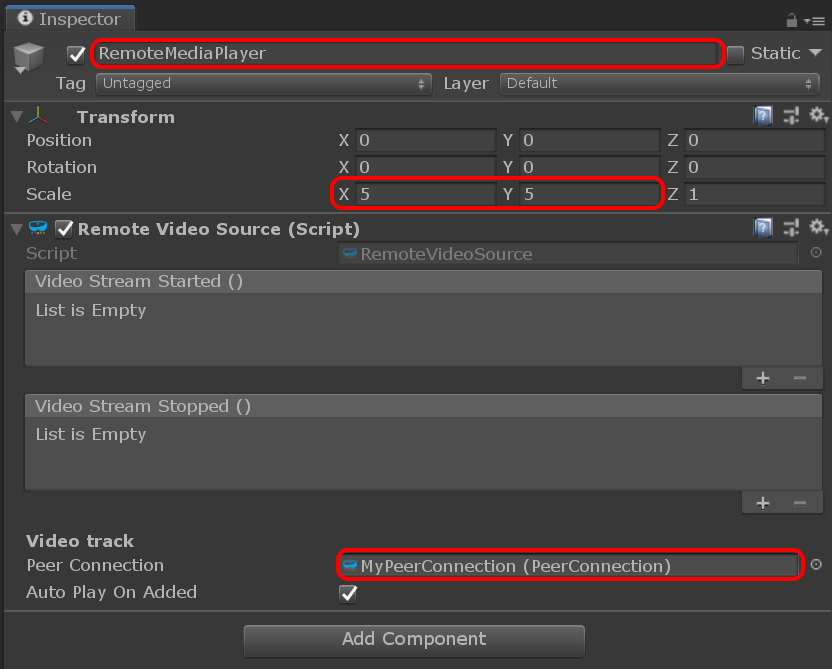 Inspector
RemoteMediaPlayer Static
Tag Untagged Layer Default
Transform
Position X 0 Y 0 Z 0
Rotation X 0 Y 0 Z 0
Scale X 5 Y 5 Z 1
Remote Video Source (Script)
Script RemoteVideoSource
Video Stream Started ()
List is Empty
Video Stream Stopped ()
List is Empty
Video track
Peer Connection MyPeerConnection (PeerConnection)
Auto Play On Added
Add Component